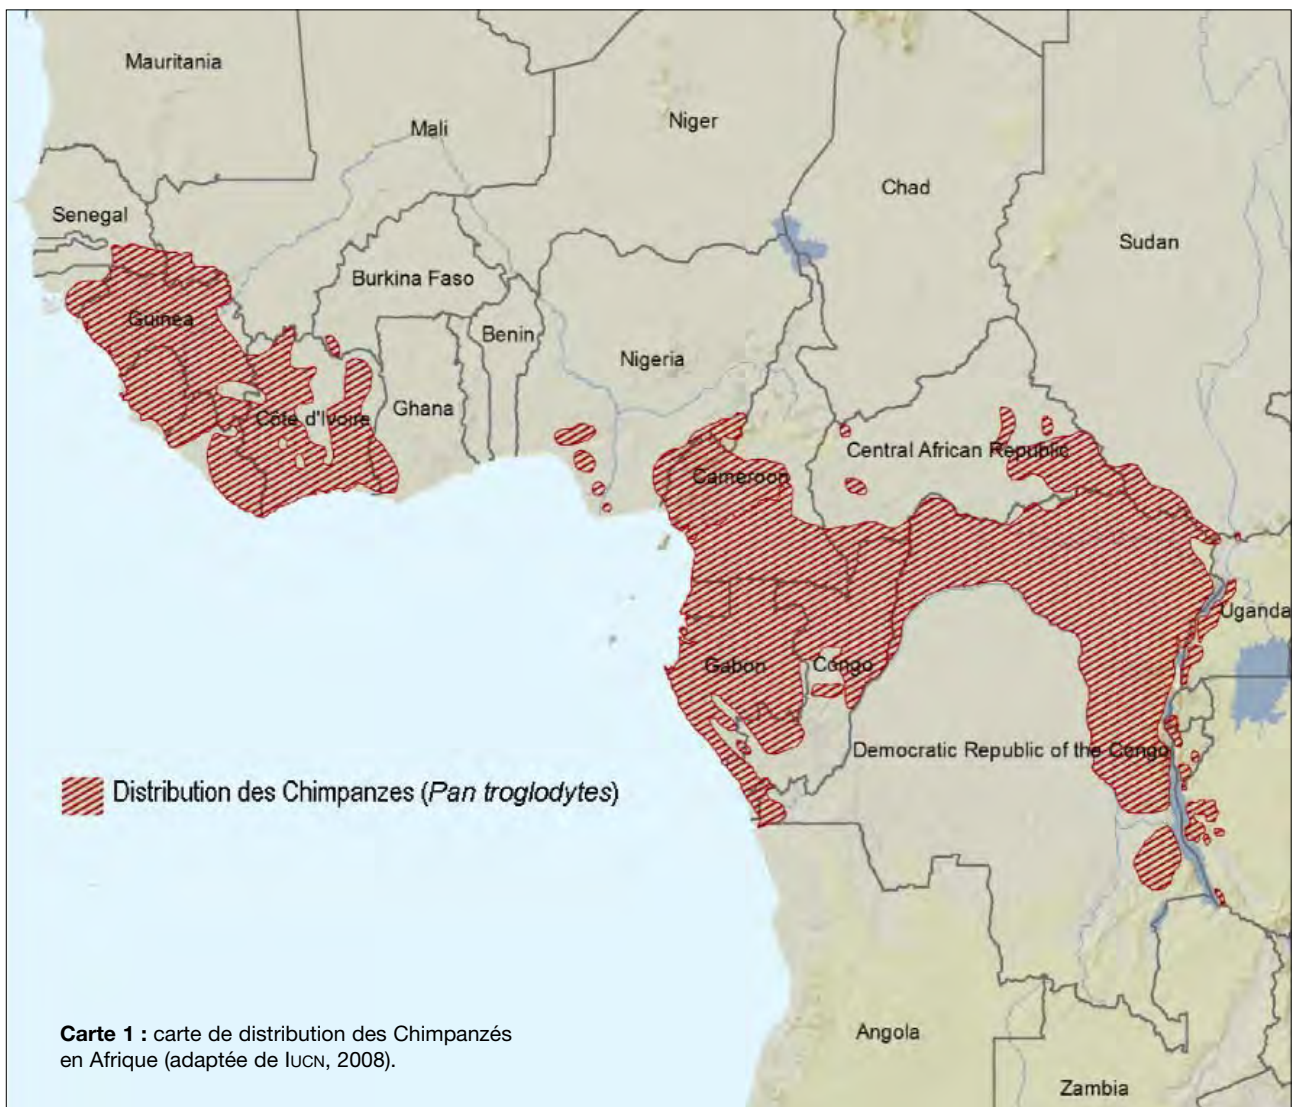 Mauritania
Mali
Niger
Chad
Senegal
Sudan
Burkina Faso
Guinea
Benin
Nigeria
Ghana
Côte d'Ivoire
Central African Republic
Cameroon
Uganda
Gabon
Congo
Democratic Republic of the Congo
Distribution des Chimpanzes (Pan troglodytes)
Carte 1 : carte de distribution des Chimpanzés
en Afrique (adaptée de IUCN, 2008).
Angola
Zambia